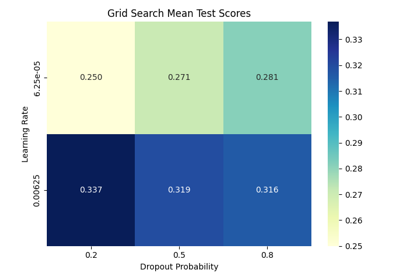 Grid Search Mean Test Scores
0.33
0.32
0.31
0.30
0.29
0.28
0.27
0.26
0.25
Learning Rate
6.25e-05
0.250 0.271 0.281
0.00625
0.337 0.319 0.316
0.2 0.5 0.8
Dropout Probability